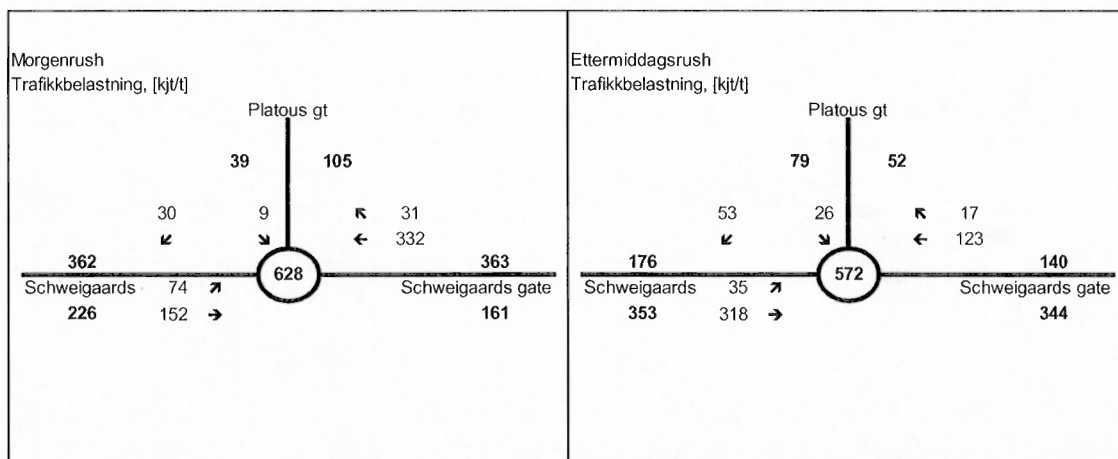 Morgenrush
Trafikkbelastning, [kjt/t]
Platous gt
39 105
30 9 31
332
362 628 363
Schweigaards 74 Schweigaards gate
226 152 161
Ettermiddagsrush
Trafikkbelastning, [kjt/t]
Platous gt
79 52
53 26 17
123
176 572 140
Schweigaards 35 Schweigaards gate
353 318 344